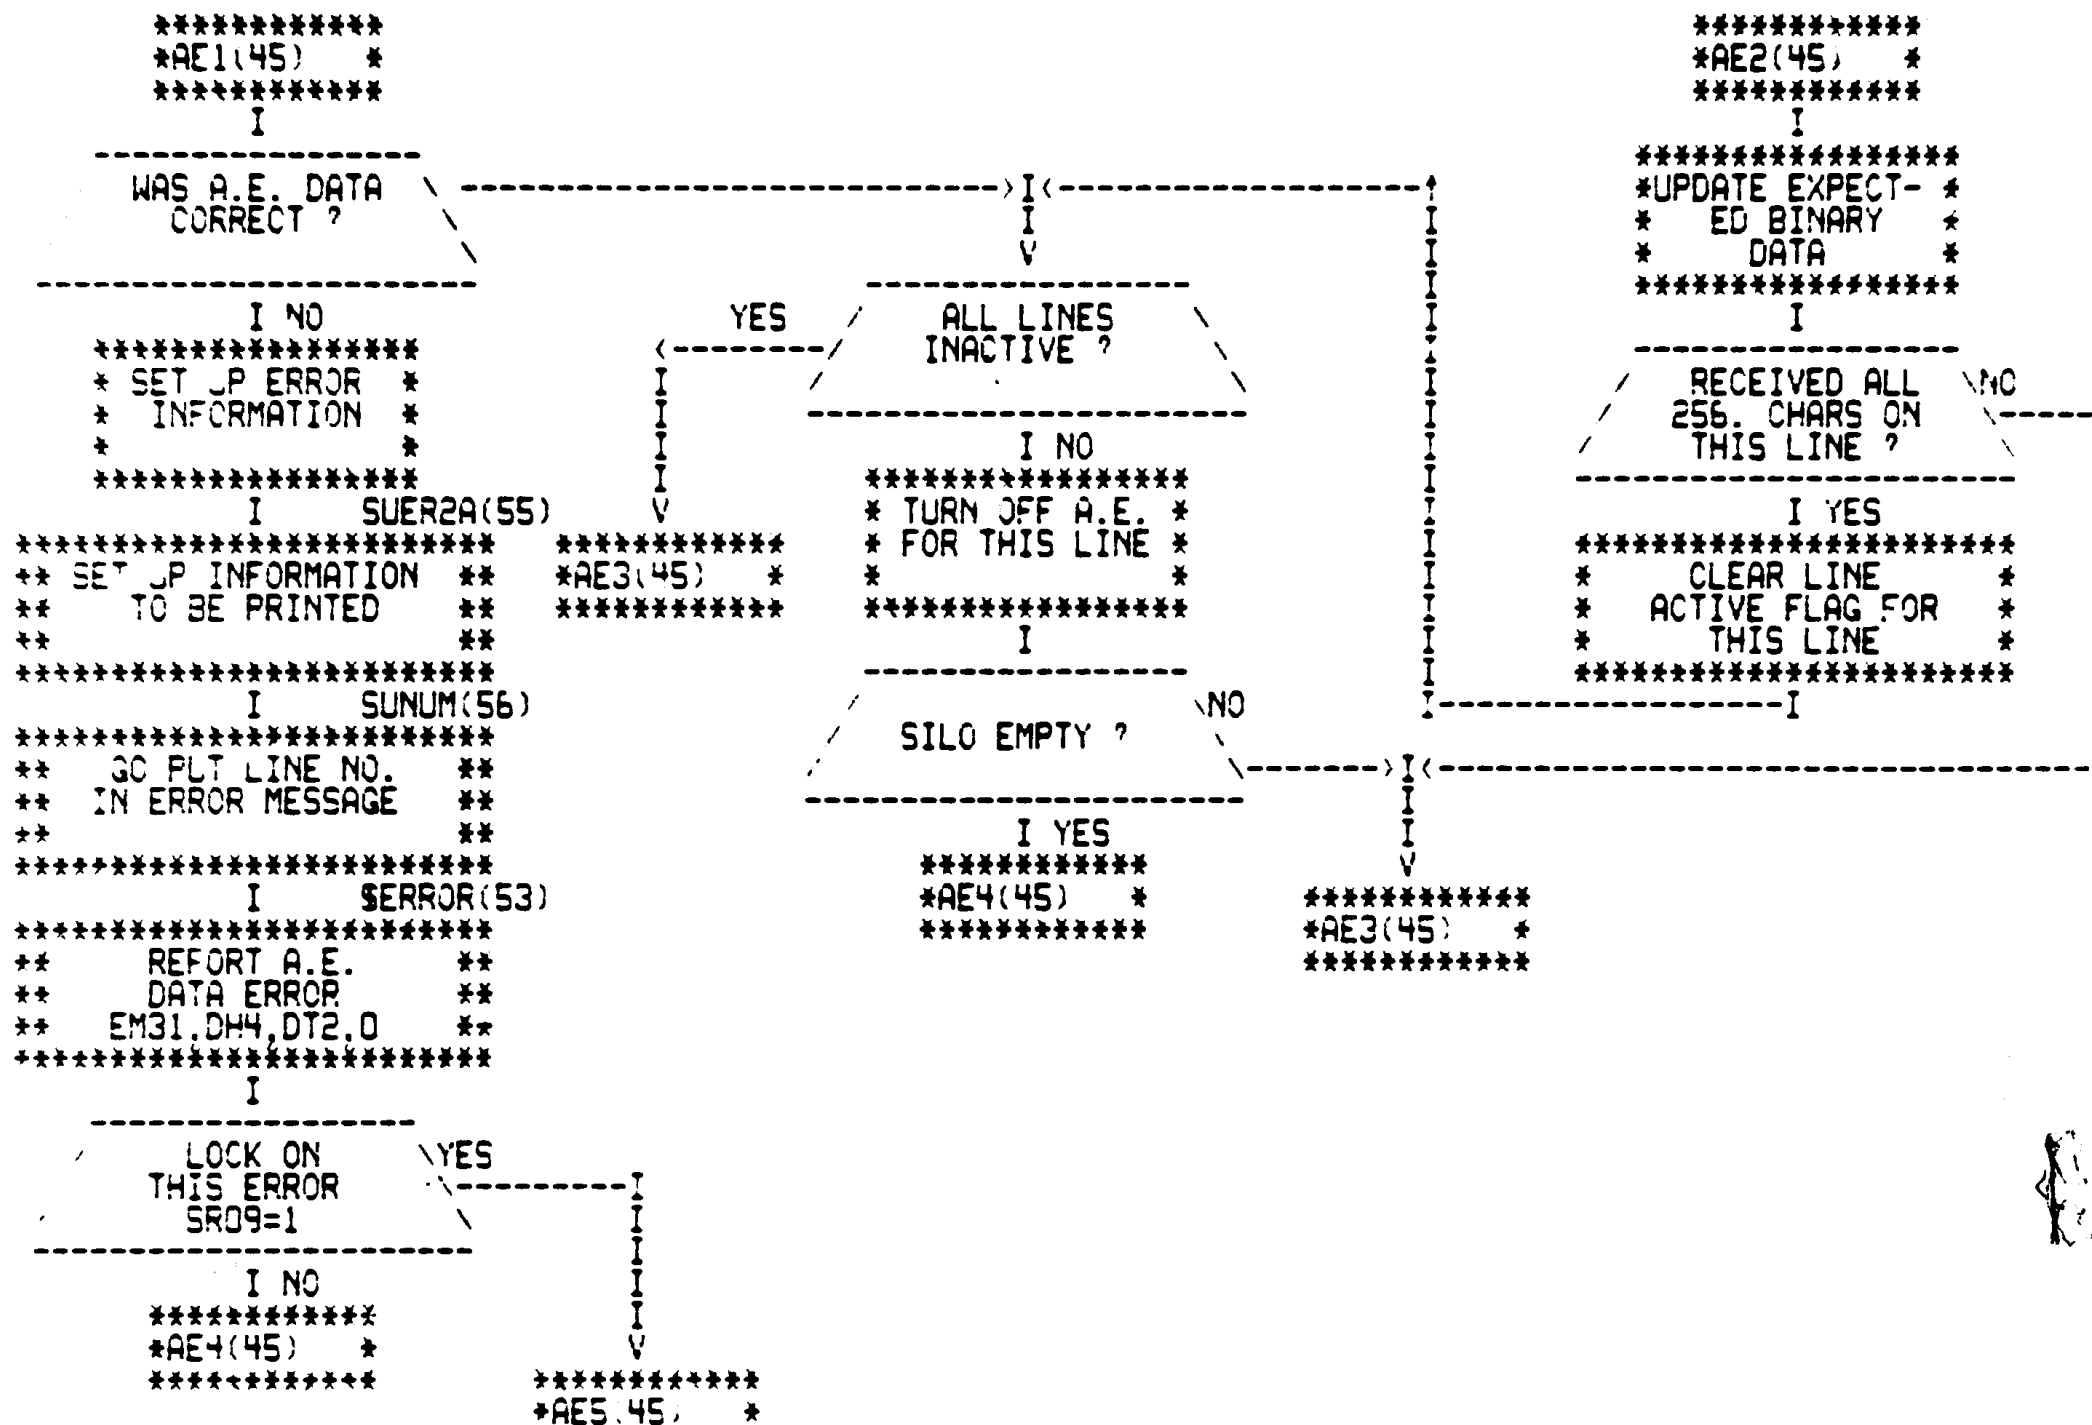 *AE1(45) *
I
WAS A.E. DATA
CORRECT ?
I NO
* SET UP ERROR *
* INFORMATION *
I SUER2A(55)
** SET UP INFORMATION **
** TO BE PRINTED **
I SUNUM(56)
** GO PUT LINE NO. **
** IN ERROR MESSAGE **
I $ERROR(53)
** REPORT A.E. **
** DATA ERROR **
** EM31,DH4,DT2,0 **
I
LOCK ON
THIS ERROR
SR09=1
YES
I NO
*AE4(45) *
*AE5(45) *
ALL LINES
INACTIVE ?
YES
*AE3(45) *
I NO
* TURN OFF A.E. *
* FOR THIS LINE *
I
SILO EMPTY ?
NO
I YES
*AE4(45) *
*AE3(45) *
*AE2(45) *
I
*UPDATE EXPECT- *
* ED BINARY *
* DATA *
I
RECEIVED ALL
256. CHARS ON
THIS LINE ?
NO
I YES
* CLEAR LINE *
* ACTIVE FLAG FOR *
* THIS LINE *
I